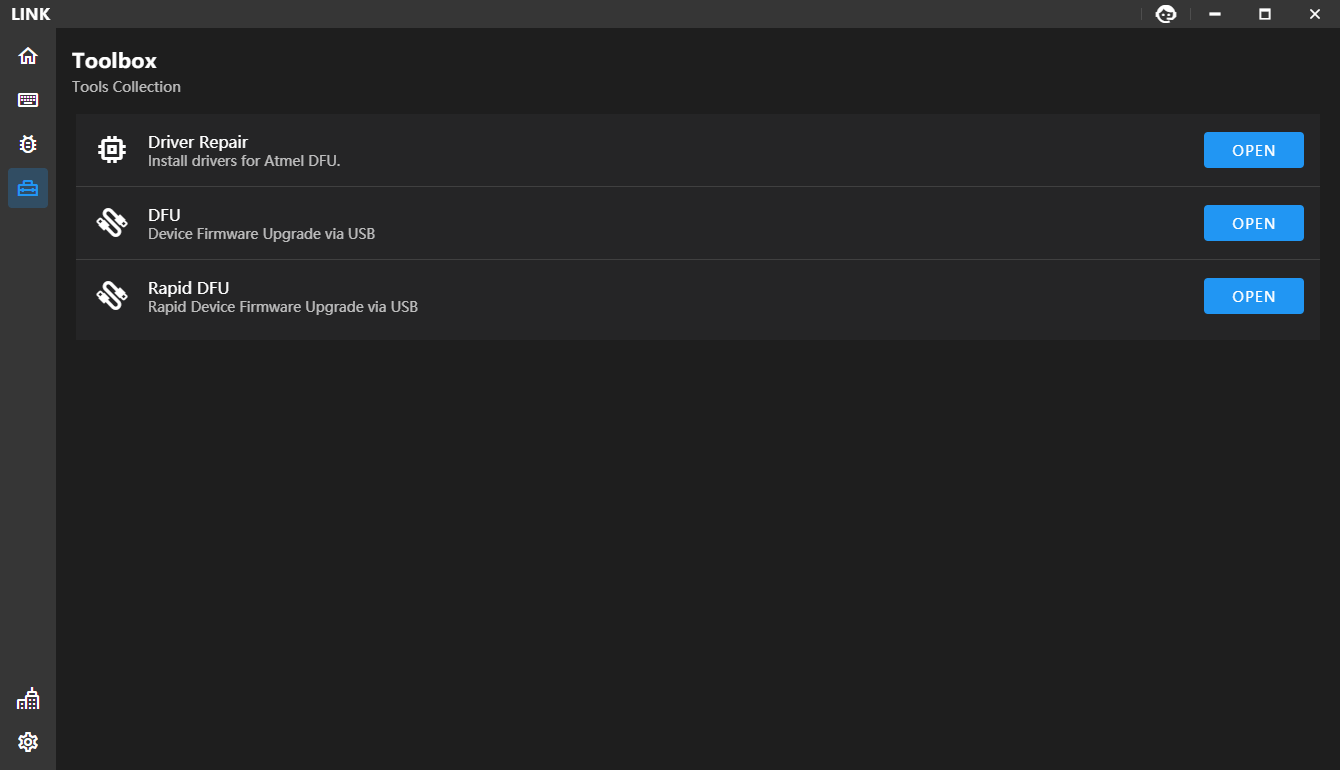 LINK
Toolbox
Tools Collection
Driver Repair
Install drivers for Atmel DFU.
OPEN
DFU
Device Firmware Upgrade via USB
OPEN
Rapid DFU
Rapid Device Firmware Upgrade via USB
OPEN